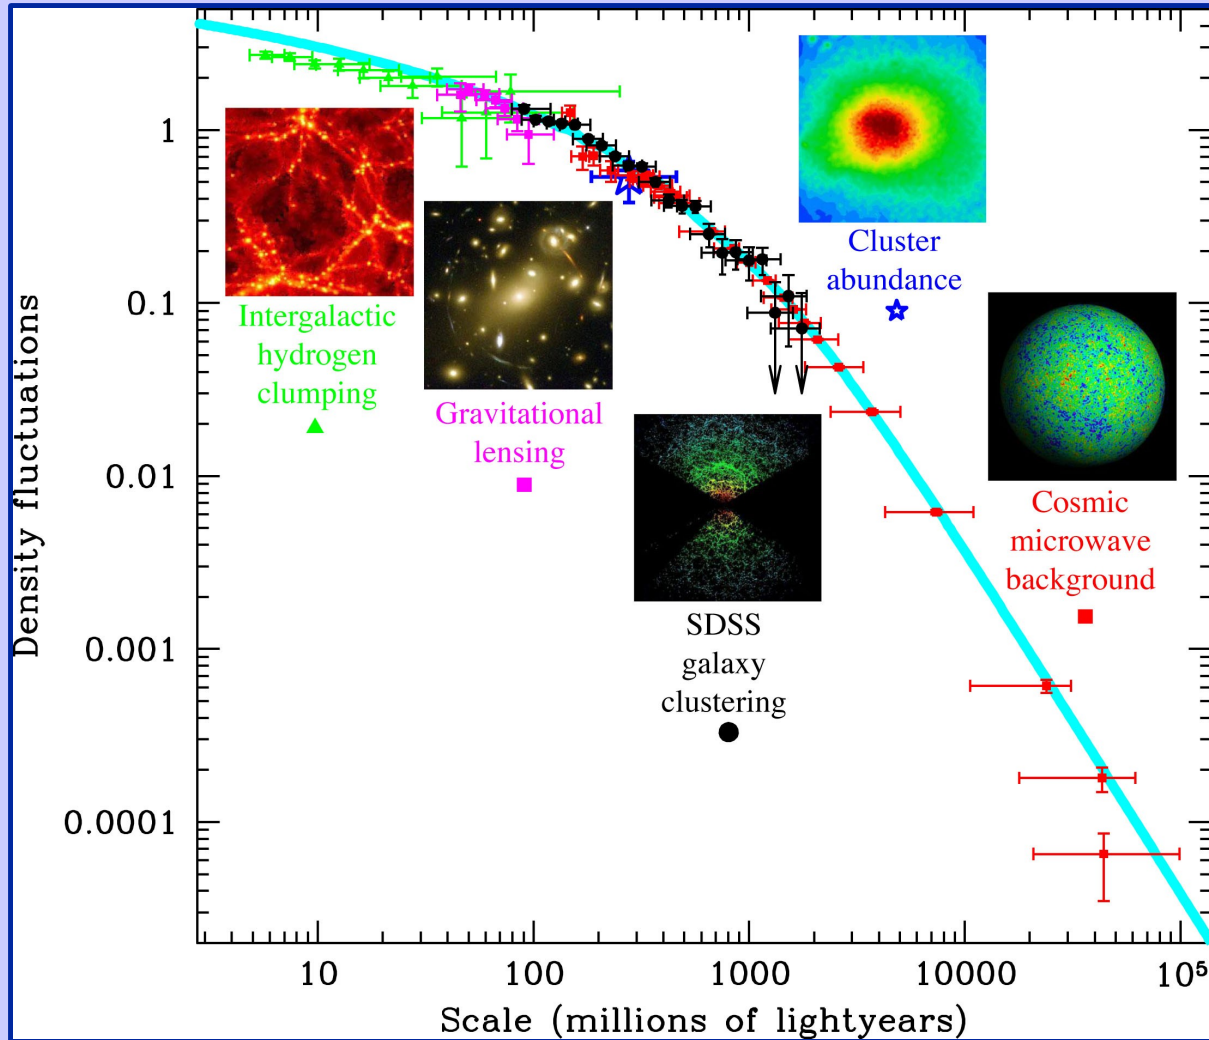 1
0.1
0.01
0.001
0.0001
Density fluctuations
Intergalactic
hydrogen
clumping
Gravitational
lensing
SDSS
galaxy
clustering
Cluster
abundance
Cosmic
microwave
background
10 100 1000 10000 10⁵
Scale (millions of lightyears)